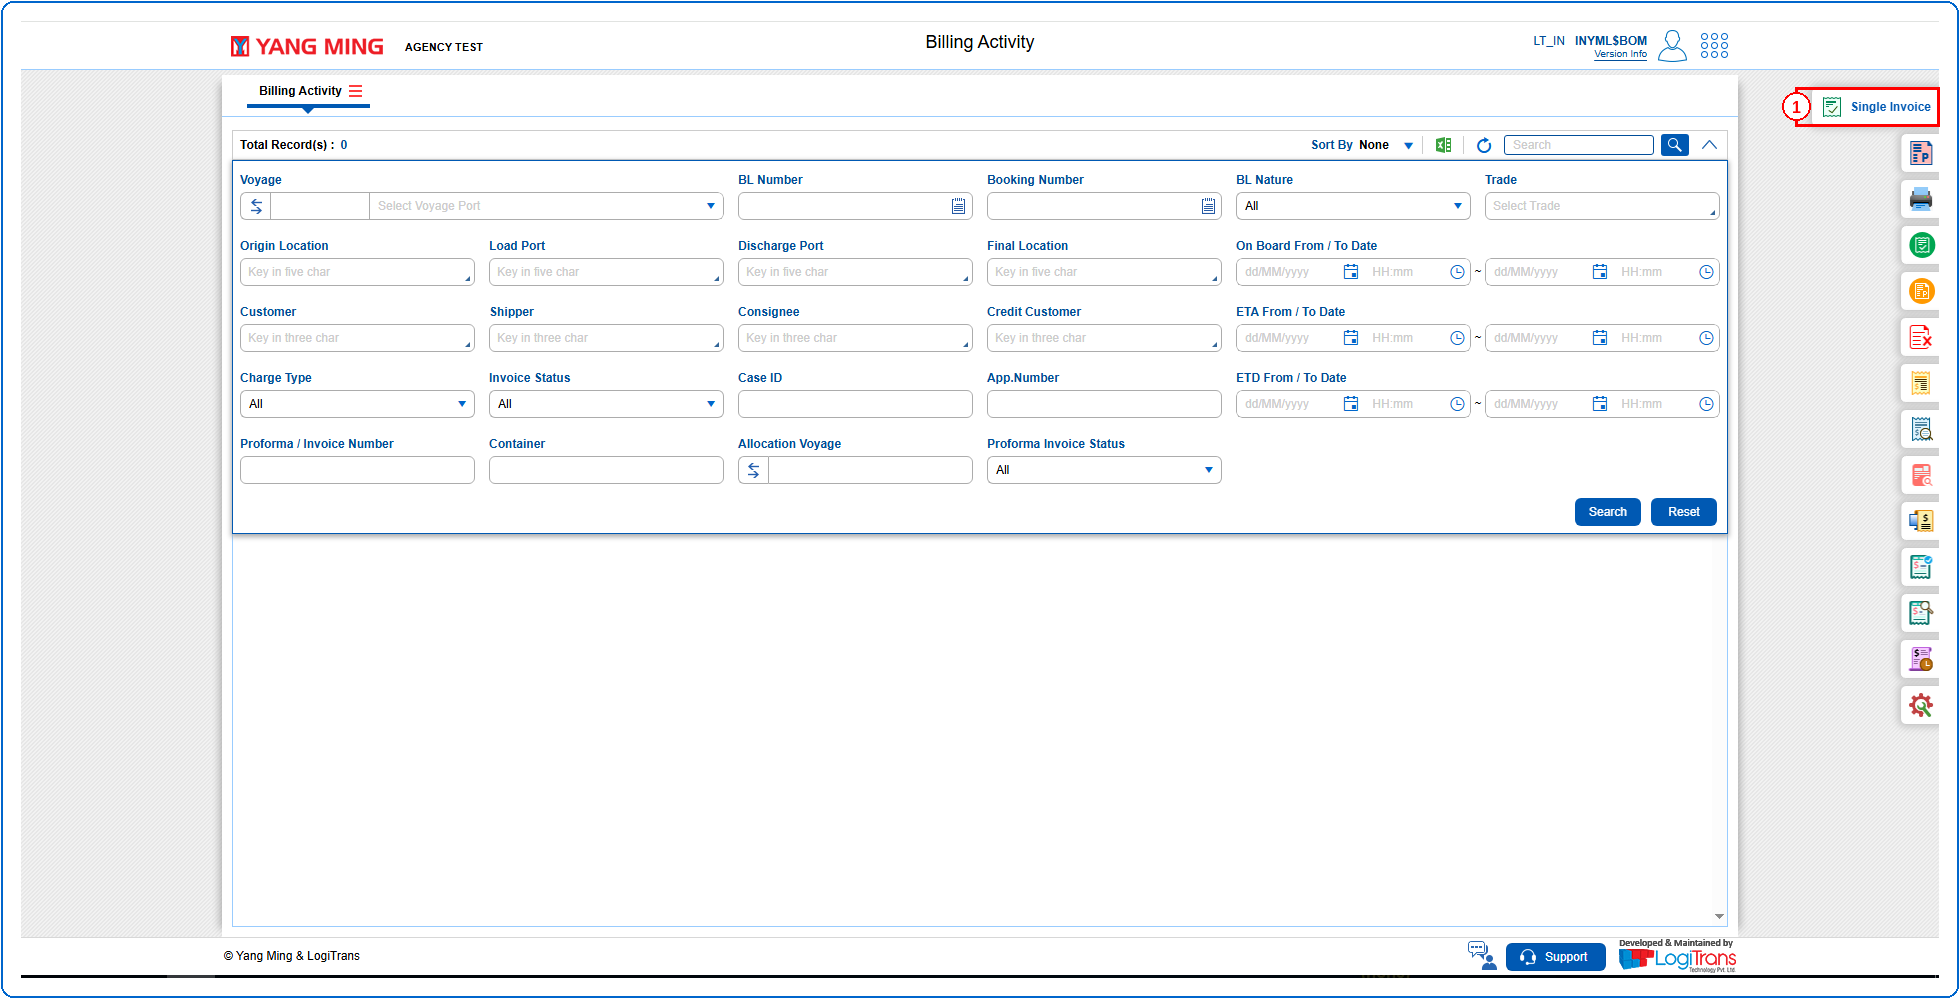 YANG MING
AGENCY TEST
Billing Activity
LT_IN INYML$BOM
Version Info
Billing Activity
1
Single Invoice
Total Record(s) : 0
Sort By None
Search
Voyage
BL Number
Booking Number
BL Nature
Trade
Select Voyage Port
All
Select Trade
Origin Location
Load Port
Discharge Port
Final Location
On Board From / To Date
Key in five char
Key in five char
Key in five char
Key in five char
dd/MM/yyyy HH:mm ~ dd/MM/yyyy HH:mm
Customer
Shipper
Consignee
Credit Customer
ETA From / To Date
Key in three char
Key in three char
Key in three char
Key in three char
dd/MM/yyyy HH:mm ~ dd/MM/yyyy HH:mm
Charge Type
Invoice Status
Case ID
App.Number
ETD From / To Date
All
All
dd/MM/yyyy HH:mm ~ dd/MM/yyyy HH:mm
Proforma / Invoice Number
Container
Allocation Voyage
Proforma Invoice Status
All
Search
Reset
© Yang Ming & LogiTrans
Support
Developed & Maintained by
LogiTrans
Technology Pvt. Ltd.